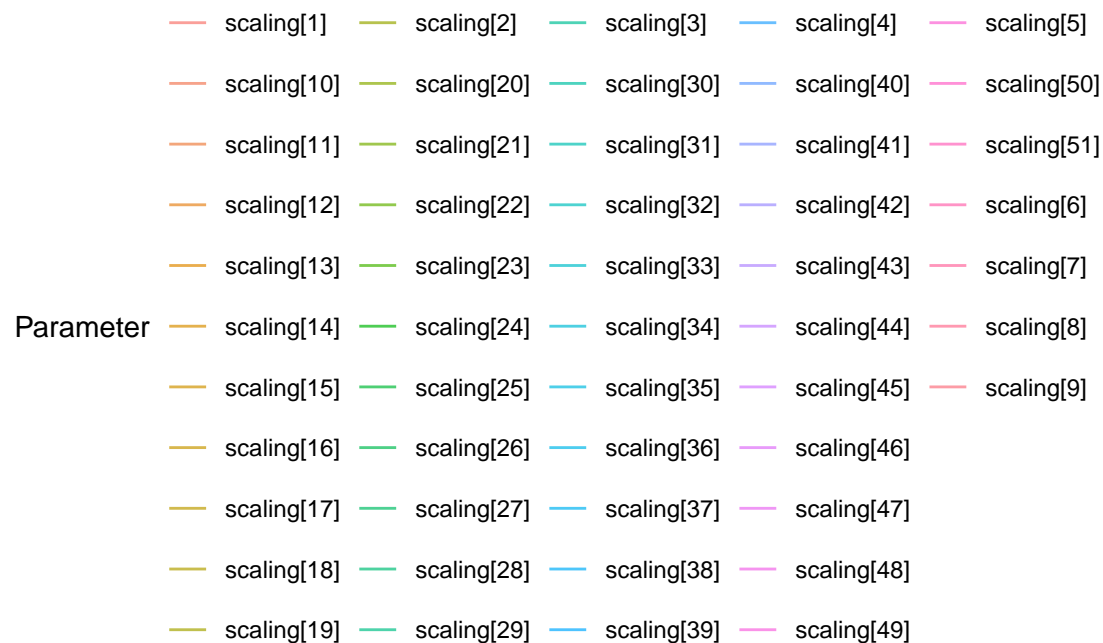 scaling[1] scaling[2] scaling[3] scaling[4] scaling[5]
scaling[10] scaling[20] scaling[30] scaling[40] scaling[50]
scaling[11] scaling[21] scaling[31] scaling[41] scaling[51]
scaling[12] scaling[22] scaling[32] scaling[42] scaling[6]
scaling[13] scaling[23] scaling[33] scaling[43] scaling[7]
Parameter scaling[14] scaling[24] scaling[34] scaling[44] scaling[8]
scaling[15] scaling[25] scaling[35] scaling[45] scaling[9]
scaling[16] scaling[26] scaling[36] scaling[46]
scaling[17] scaling[27] scaling[37] scaling[47]
scaling[18] scaling[28] scaling[38] scaling[48]
scaling[19] scaling[29] scaling[39] scaling[49]